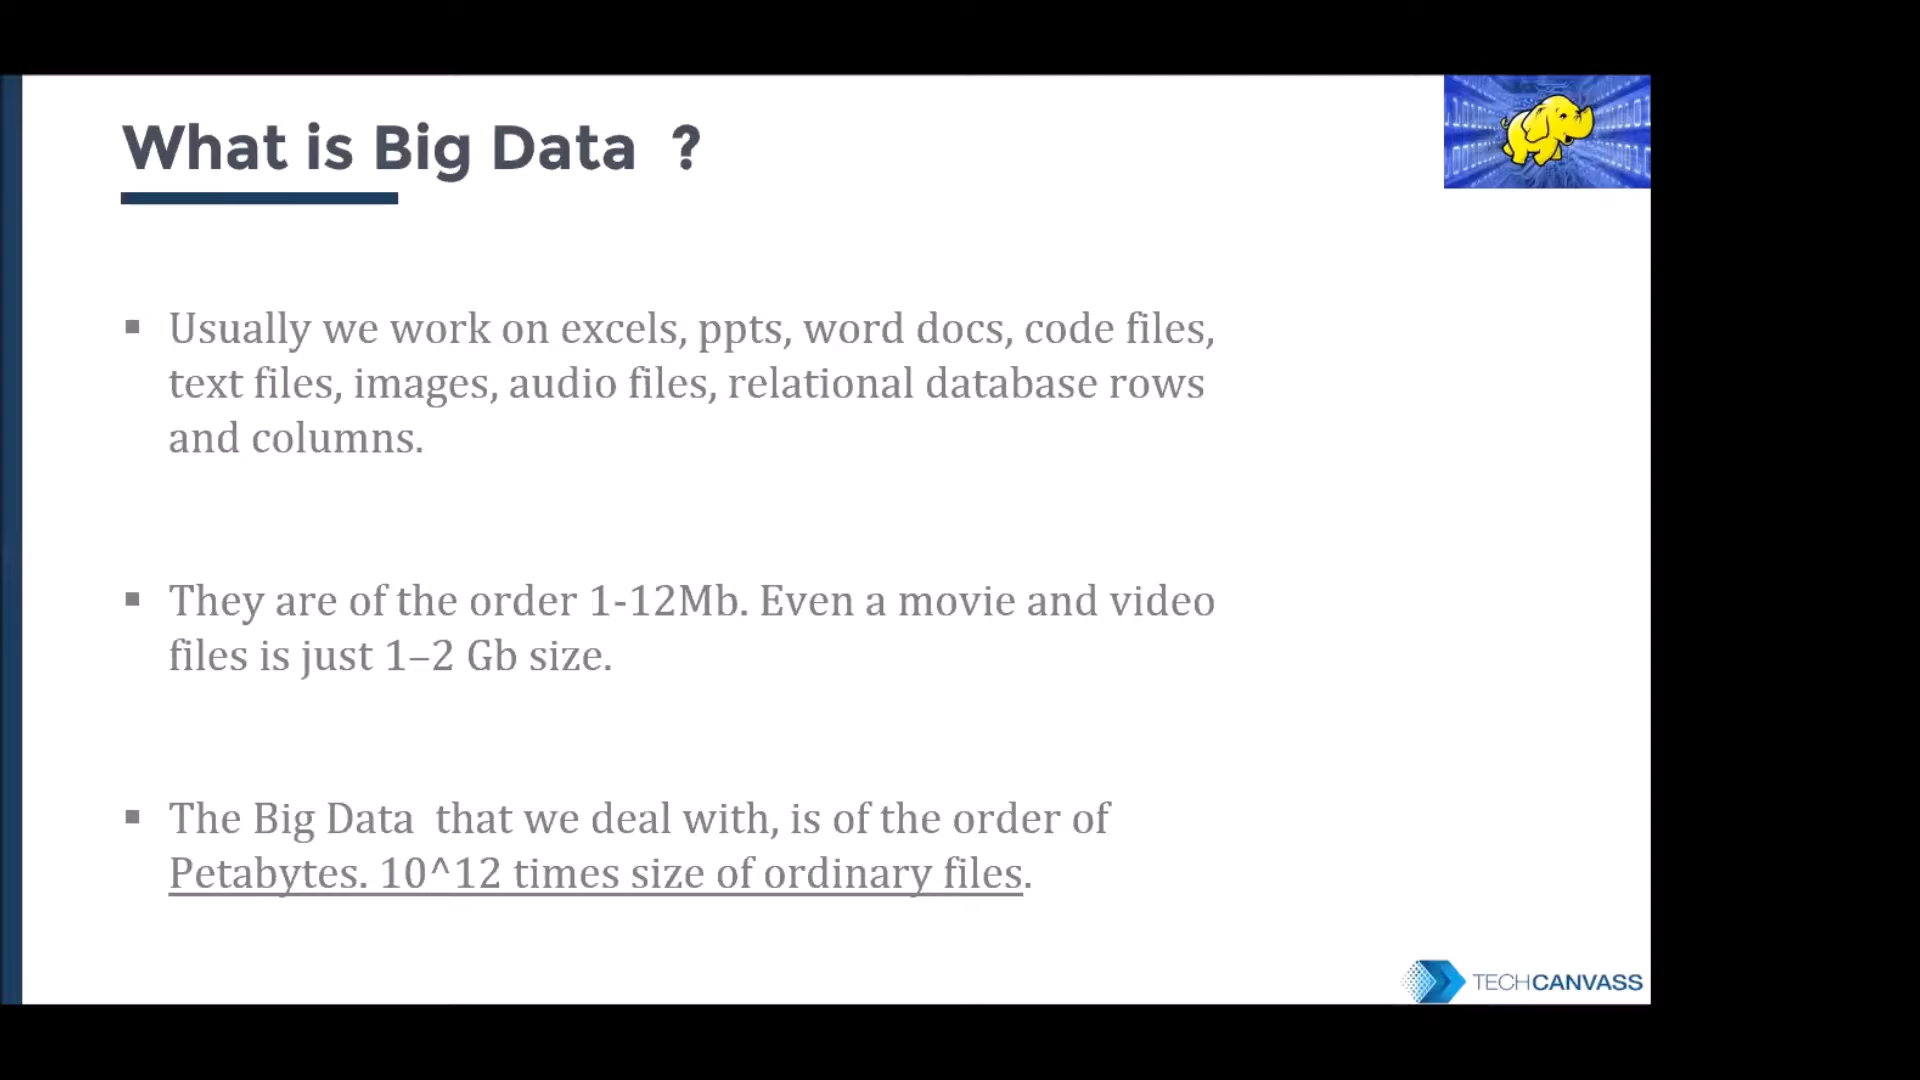 What is Big Data ?
▪ Usually we work on excels, ppts, word docs, code files,
text files, images, audio files, relational database rows
and columns.
▪ They are of the order 1-12Mb. Even a movie and video
files is just 1–2 Gb size.
▪ The Big Data that we deal with, is of the order of
Petabytes. 10^12 times size of ordinary files.
TECHCANVASS